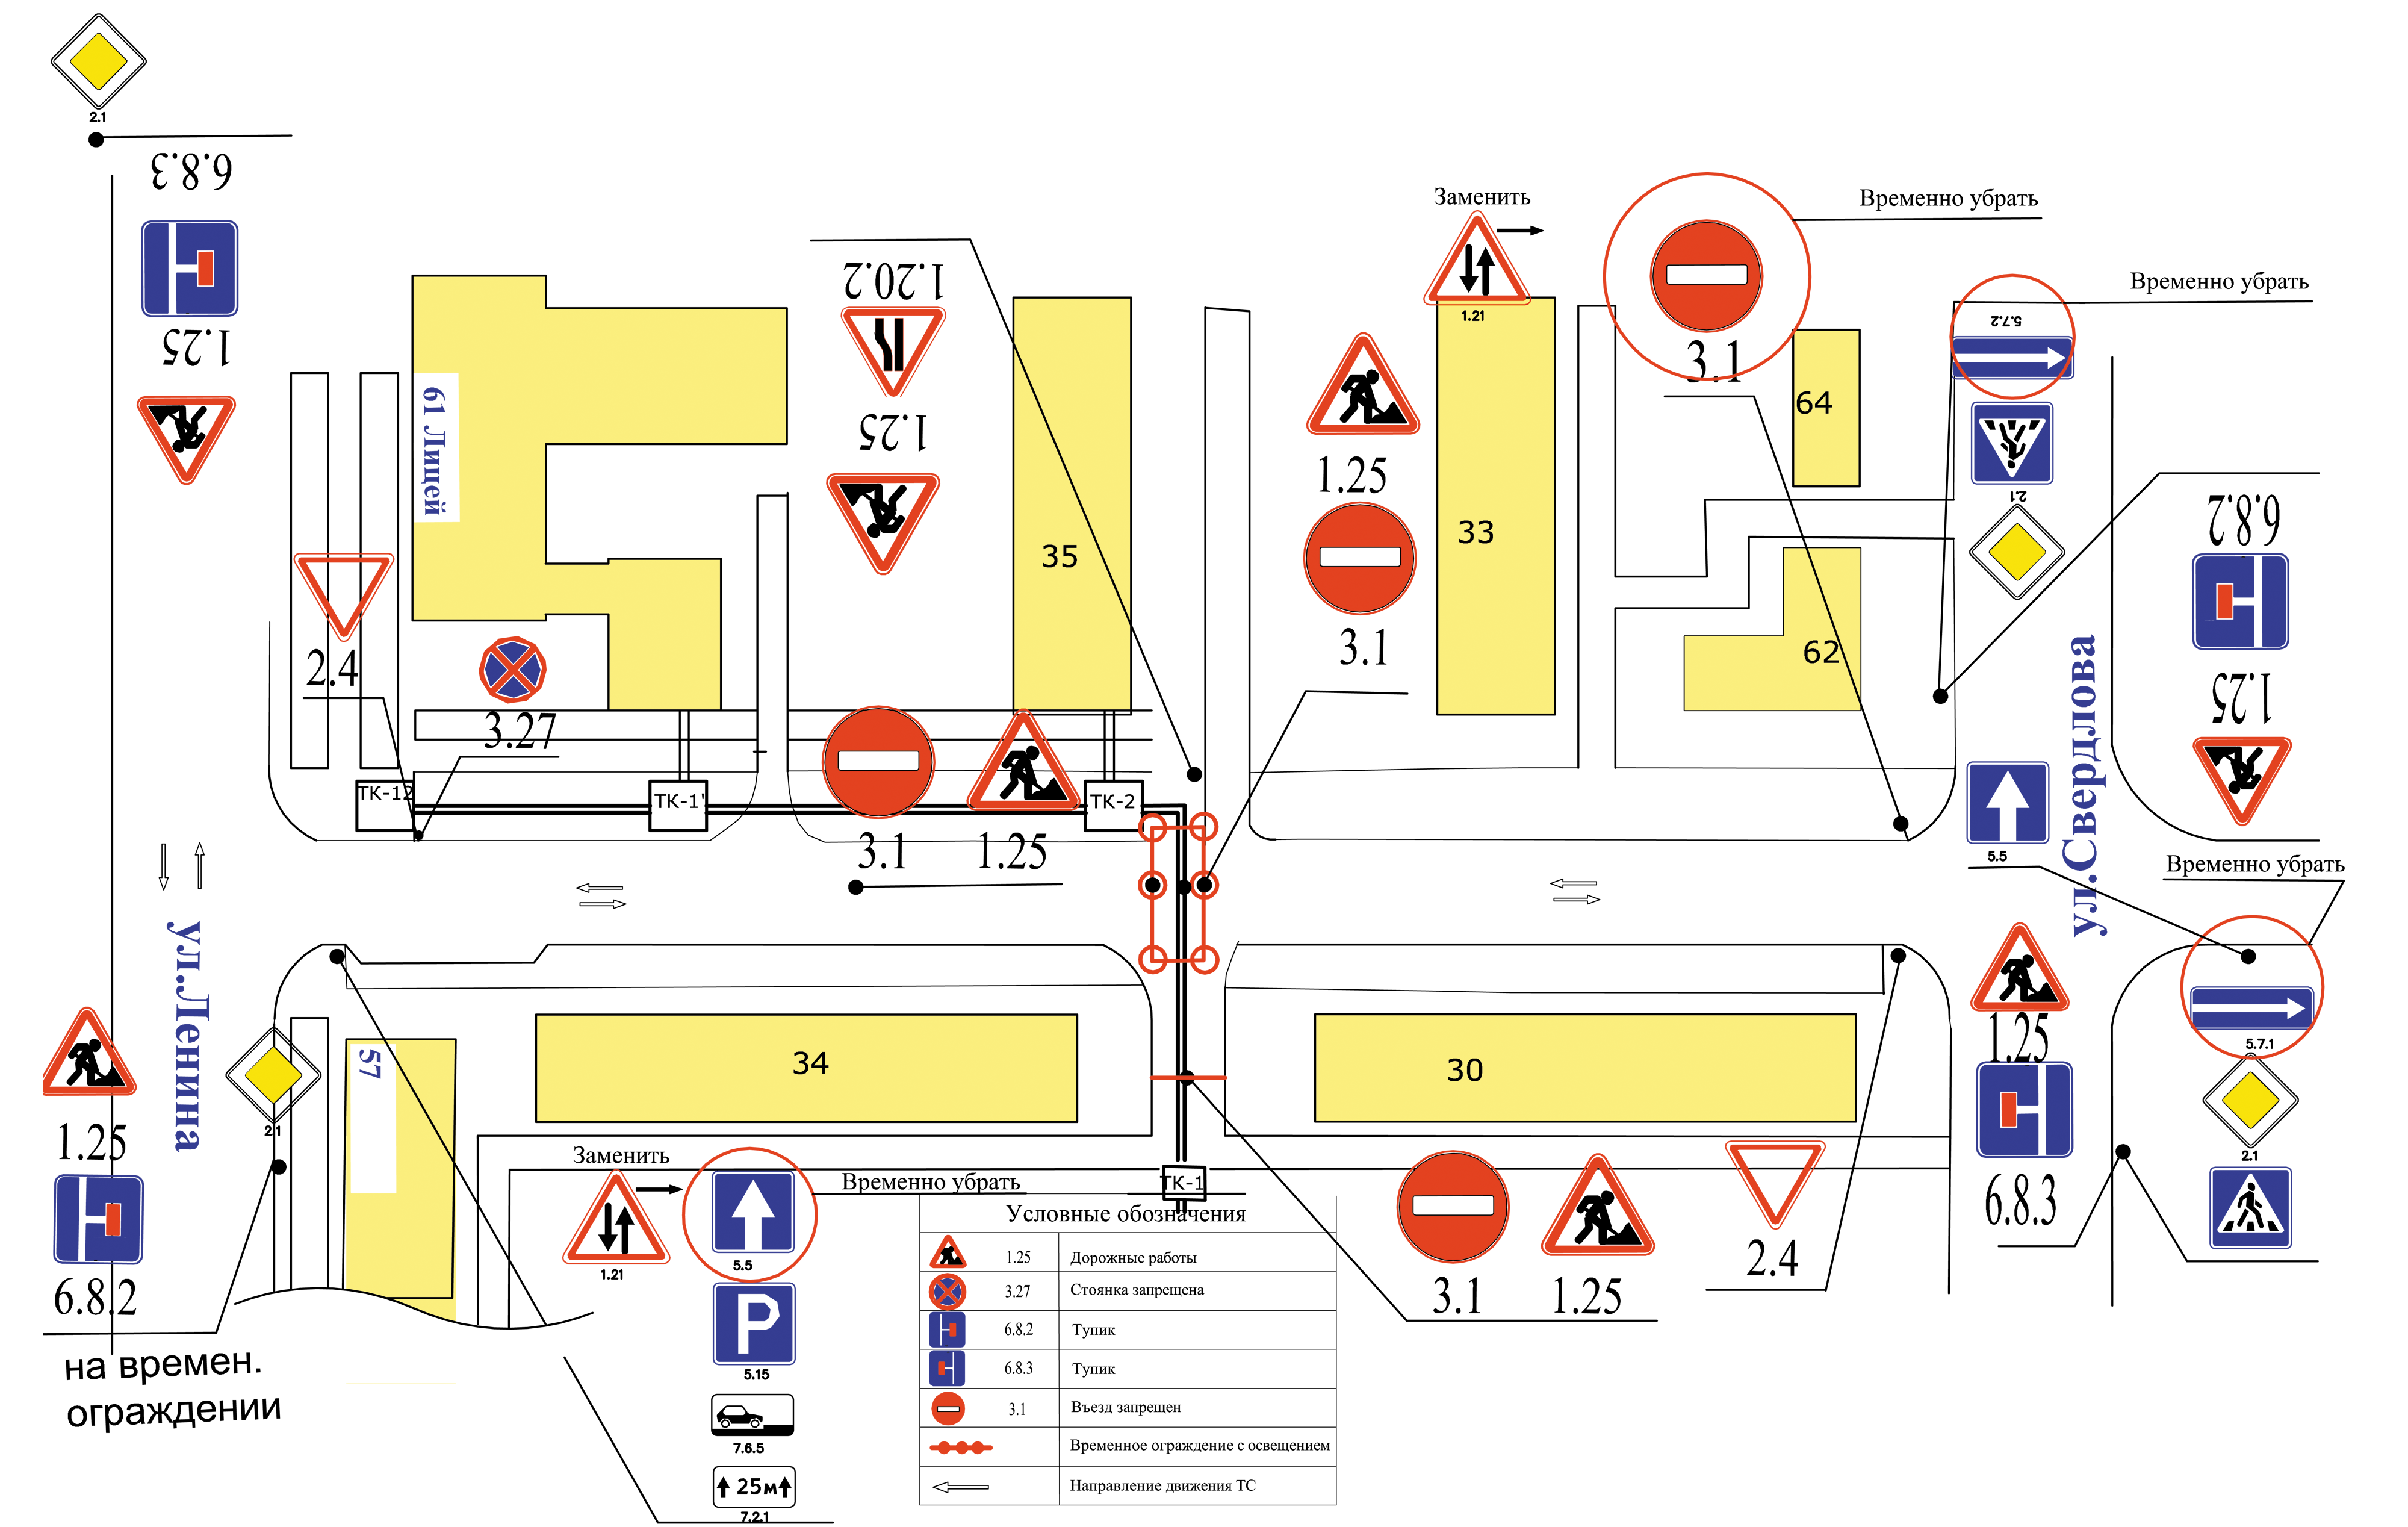 2.1
6.8.3
1.25
61 Лицей
2.4
3.27
1.20.2
1.25
35
Заменить
1.21
1.25
3.1
33
Временно убрать
3.1
64
62
Временно убрать
5.7.2
2.1
6.8.2
1.25
ул.Свердлова
5.5
Временно убрать
ТК-12
ТК-1'
ТК-2
3.1
1.25
ул.Ленина
1.25
6.8.2
2.1
57
34
30
1.25
6.8.3
5.7.1
2.1
на времен.
ограждении
Заменить
1.21
5.5
Временно убрать
P
5.15
7.6.5
25м
7.2.1
ТК-1
3.1
1.25
2.4
Условные обозначения
1.25 Дорожные работы
3.27 Стоянка запрещена
6.8.2 Тупик
6.8.3 Тупик
3.1 Въезд запрещен
Временное ограждение с освещением
Направление движения ТС